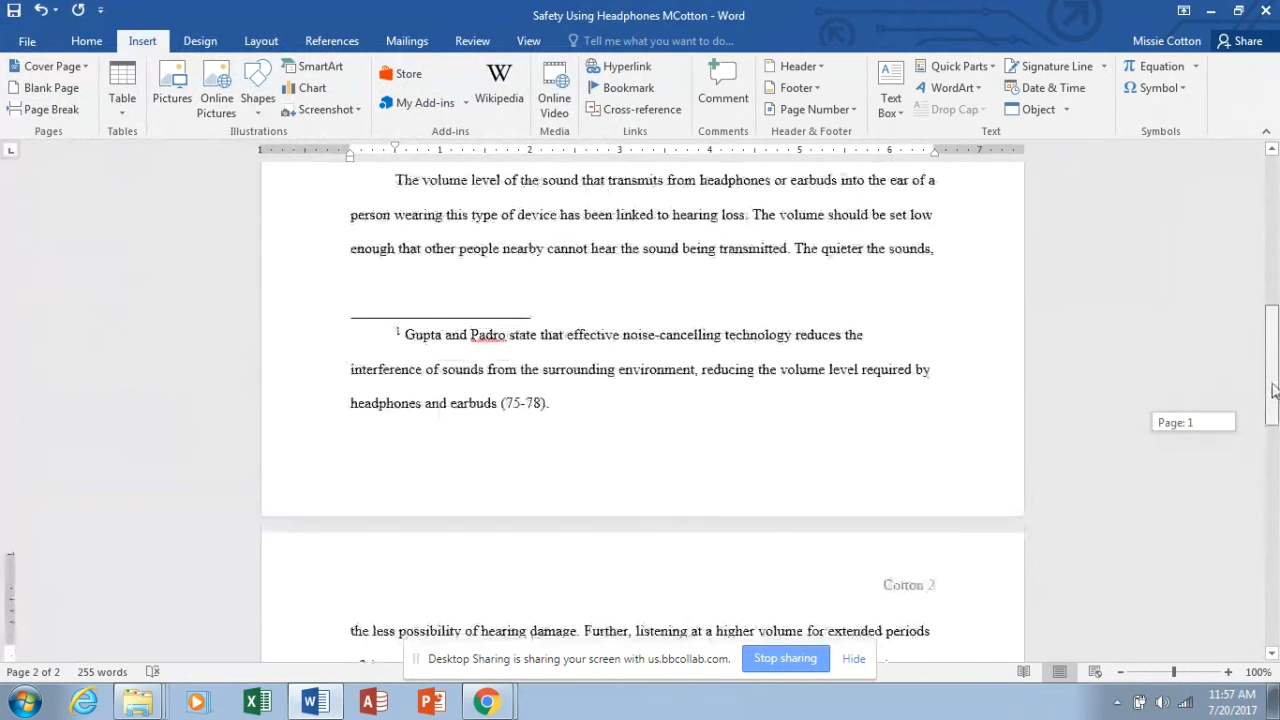 Safety Using Headphones MCotton - Word
File Home Insert Design Layout References Mailings Review View Tell me what you want to do... Missie Cotton Share
Cover Page
Blank Page
Page Break
Pages
Table
Tables
Pictures
Online Pictures
Shapes
SmartArt
Chart
Screenshot
Illustrations
Store
My Add-ins
W
Wikipedia
Add-ins
Online Video
Media
Hyperlink
Bookmark
Cross-reference
Links
Comment
Comments
Header
Footer
Page Number
Header & Footer
Text Box
Quick Parts
WordArt
Drop Cap
Signature Line
Date & Time
Object
Text
Equation
Symbol
Symbols
1 1 2 3 4 5 6 7
The volume level of the sound that transmits from headphones or earbuds into the ear of a
person wearing this type of device has been linked to hearing loss. The volume should be set low
enough that other people nearby cannot hear the sound being transmitted. The quieter the sounds,
1 Gupta and Padro state that effective noise-cancelling technology reduces the
interference of sounds from the surrounding environment, reducing the volume level required by
headphones and earbuds (75-78).
Page: 1
Cotton 2
the less possibility of hearing damage. Further, listening at a higher volume for extended periods
Desktop Sharing is sharing your screen with us.bbcollab.com. Stop sharing Hide
Page 2 of 2 255 words 100%
11:57 AM
7/20/2017